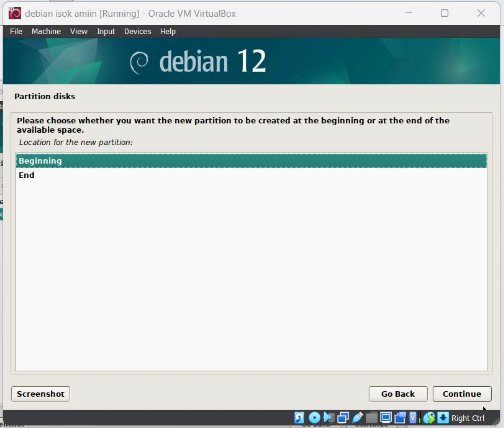 debian isok amiin [Running] - Oracle VM VirtualBox
File Machine View Input Devices Help
debian 12
Partition disks
Please choose whether you want the new partition to be created at the beginning or at the end of the
available space.
Location for the new partition:
Beginning
End
Screenshot
Go Back
Continue
Right Ctrl